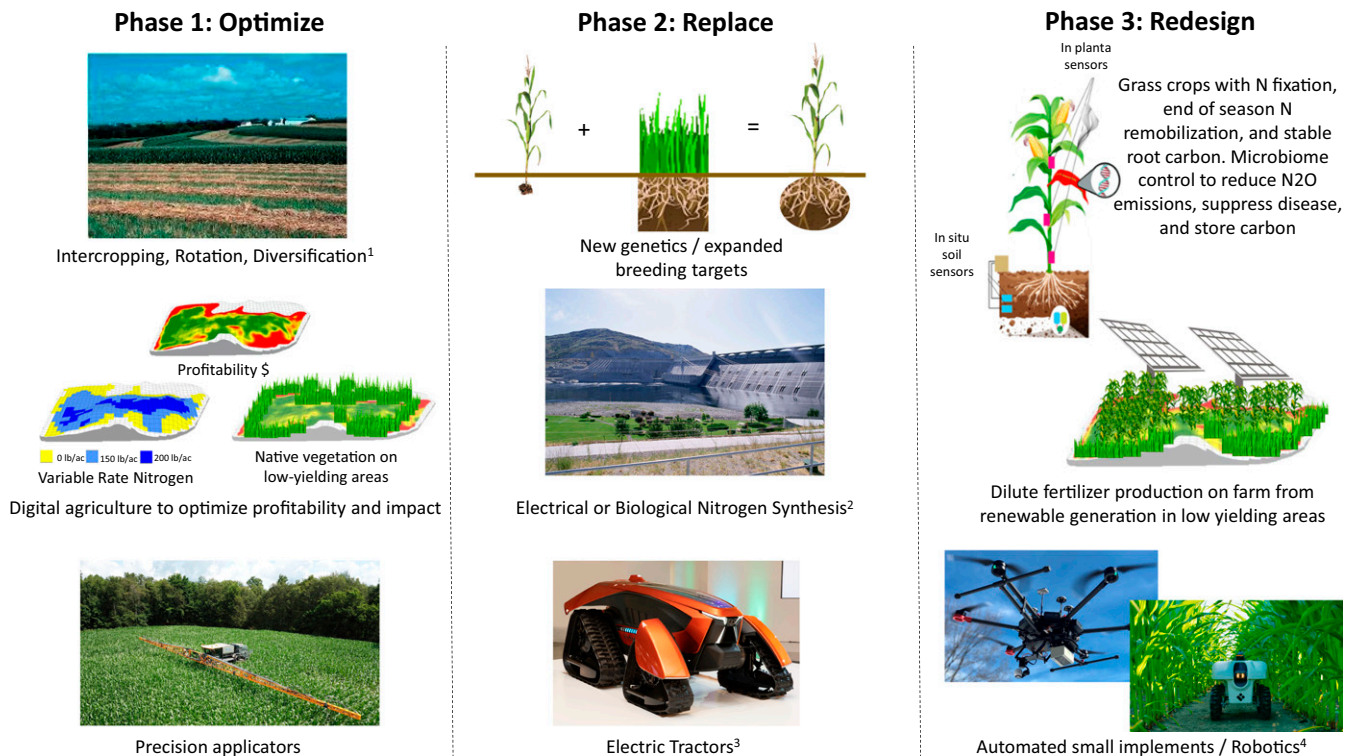 Phase 1: Optimize
Intercropping, Rotation, Diversification¹
Profitability $
0 lb/ac 150 lb/ac 200 lb/ac
Variable Rate Nitrogen
Native vegetation on
low-yielding areas
Digital agriculture to optimize profitability and impact
Precision applicators
Phase 2: Replace
+
=
New genetics / expanded
breeding targets
Electrical or Biological Nitrogen Synthesis²
Electric Tractors³
Phase 3: Redesign
In planta
sensors
Grass crops with N fixation,
end of season N
remobilization, and stable
root carbon. Microbiome
control to reduce N2O
emissions, suppress disease,
and store carbon
In situ
soil
sensors
Dilute fertilizer production on farm from
renewable generation in low yielding areas
Automated small implements / Robotics⁴